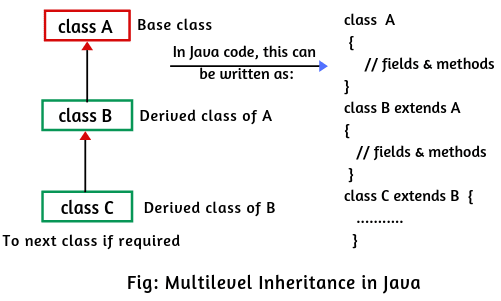 class A
Base class
In Java code, this can
be written as:
class B
Derived class of A
class C
Derived class of B
To next class if required
class  A
{
// fields & methods
}
class B extends A
{
// fields & methods
}
class C extends B  {
...........
}
Fig: Multilevel Inheritance in Java